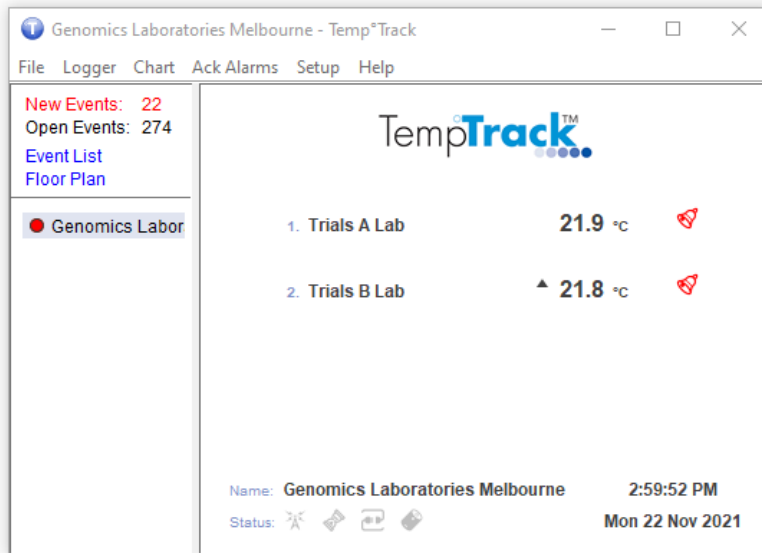 Genomics Laboratories Melbourne - Temp°Track
File Logger Chart Ack Alarms Setup Help
New Events: 22
Open Events: 274
Event List
Floor Plan
Genomics Labor
TempTrack™
1. Trials A Lab 21.9 °C
2. Trials B Lab 21.8 °C
Name: Genomics Laboratories Melbourne 2:59:52 PM
Status: Mon 22 Nov 2021